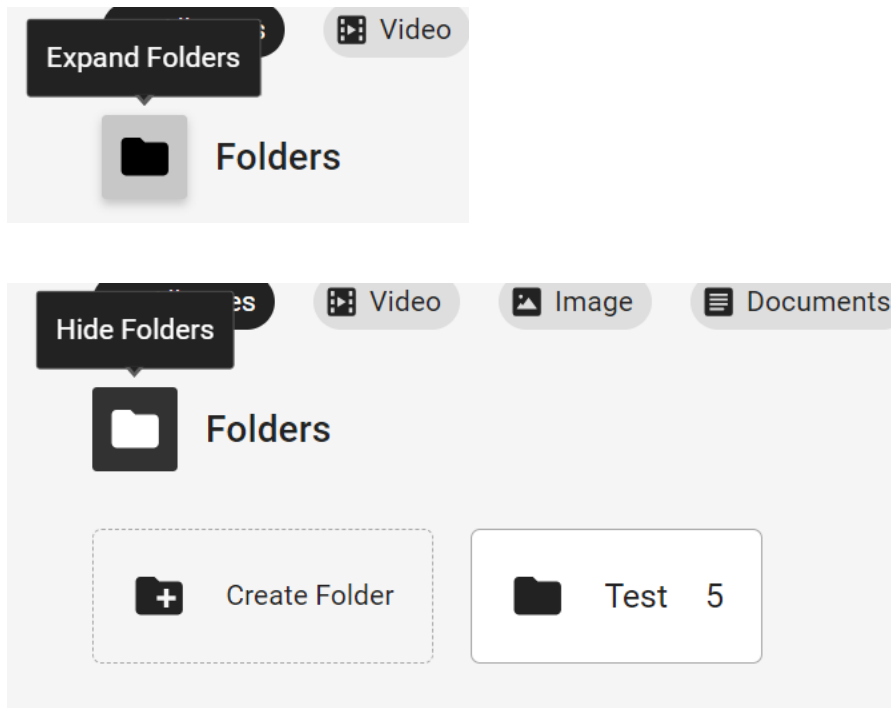 Video
Expand Folders
Folders
Video
Image
Documents
Hide Folders
Folders
Create Folder
Test 5